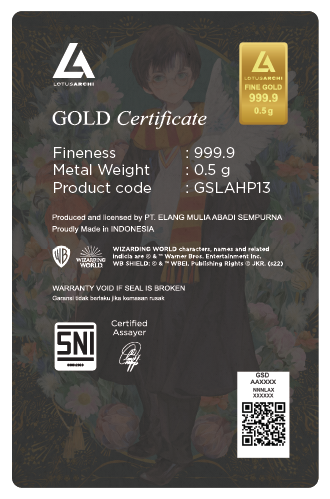 LOTUSARCHI
LOTUSARCHI
FINE GOLD
999.9
0.5 g
GOLD Certificate
Fineness : 999.9
Metal Weight : 0.5 g
Product code : GSLAHP13
Produced and licensed by PT. ELANG MULIA ABADI SEMPURNA
Proudly Made in INDONESIA
WB
WIZARDING
WORLD
WIZARDING WORLD characters, names and related
indicia are © & ™ Warner Bros. Entertainment Inc.
WB SHIELD: © & ™ WBEI. Publishing Rights © JKR. (s22)
WARRANTY VOID IF SEAL IS BROKEN
Garansi tidak berlaku jika kemasan rusak
SNI
Certified
Assayer
GSD
AAXXXX
NNNLAX
XXXXXX